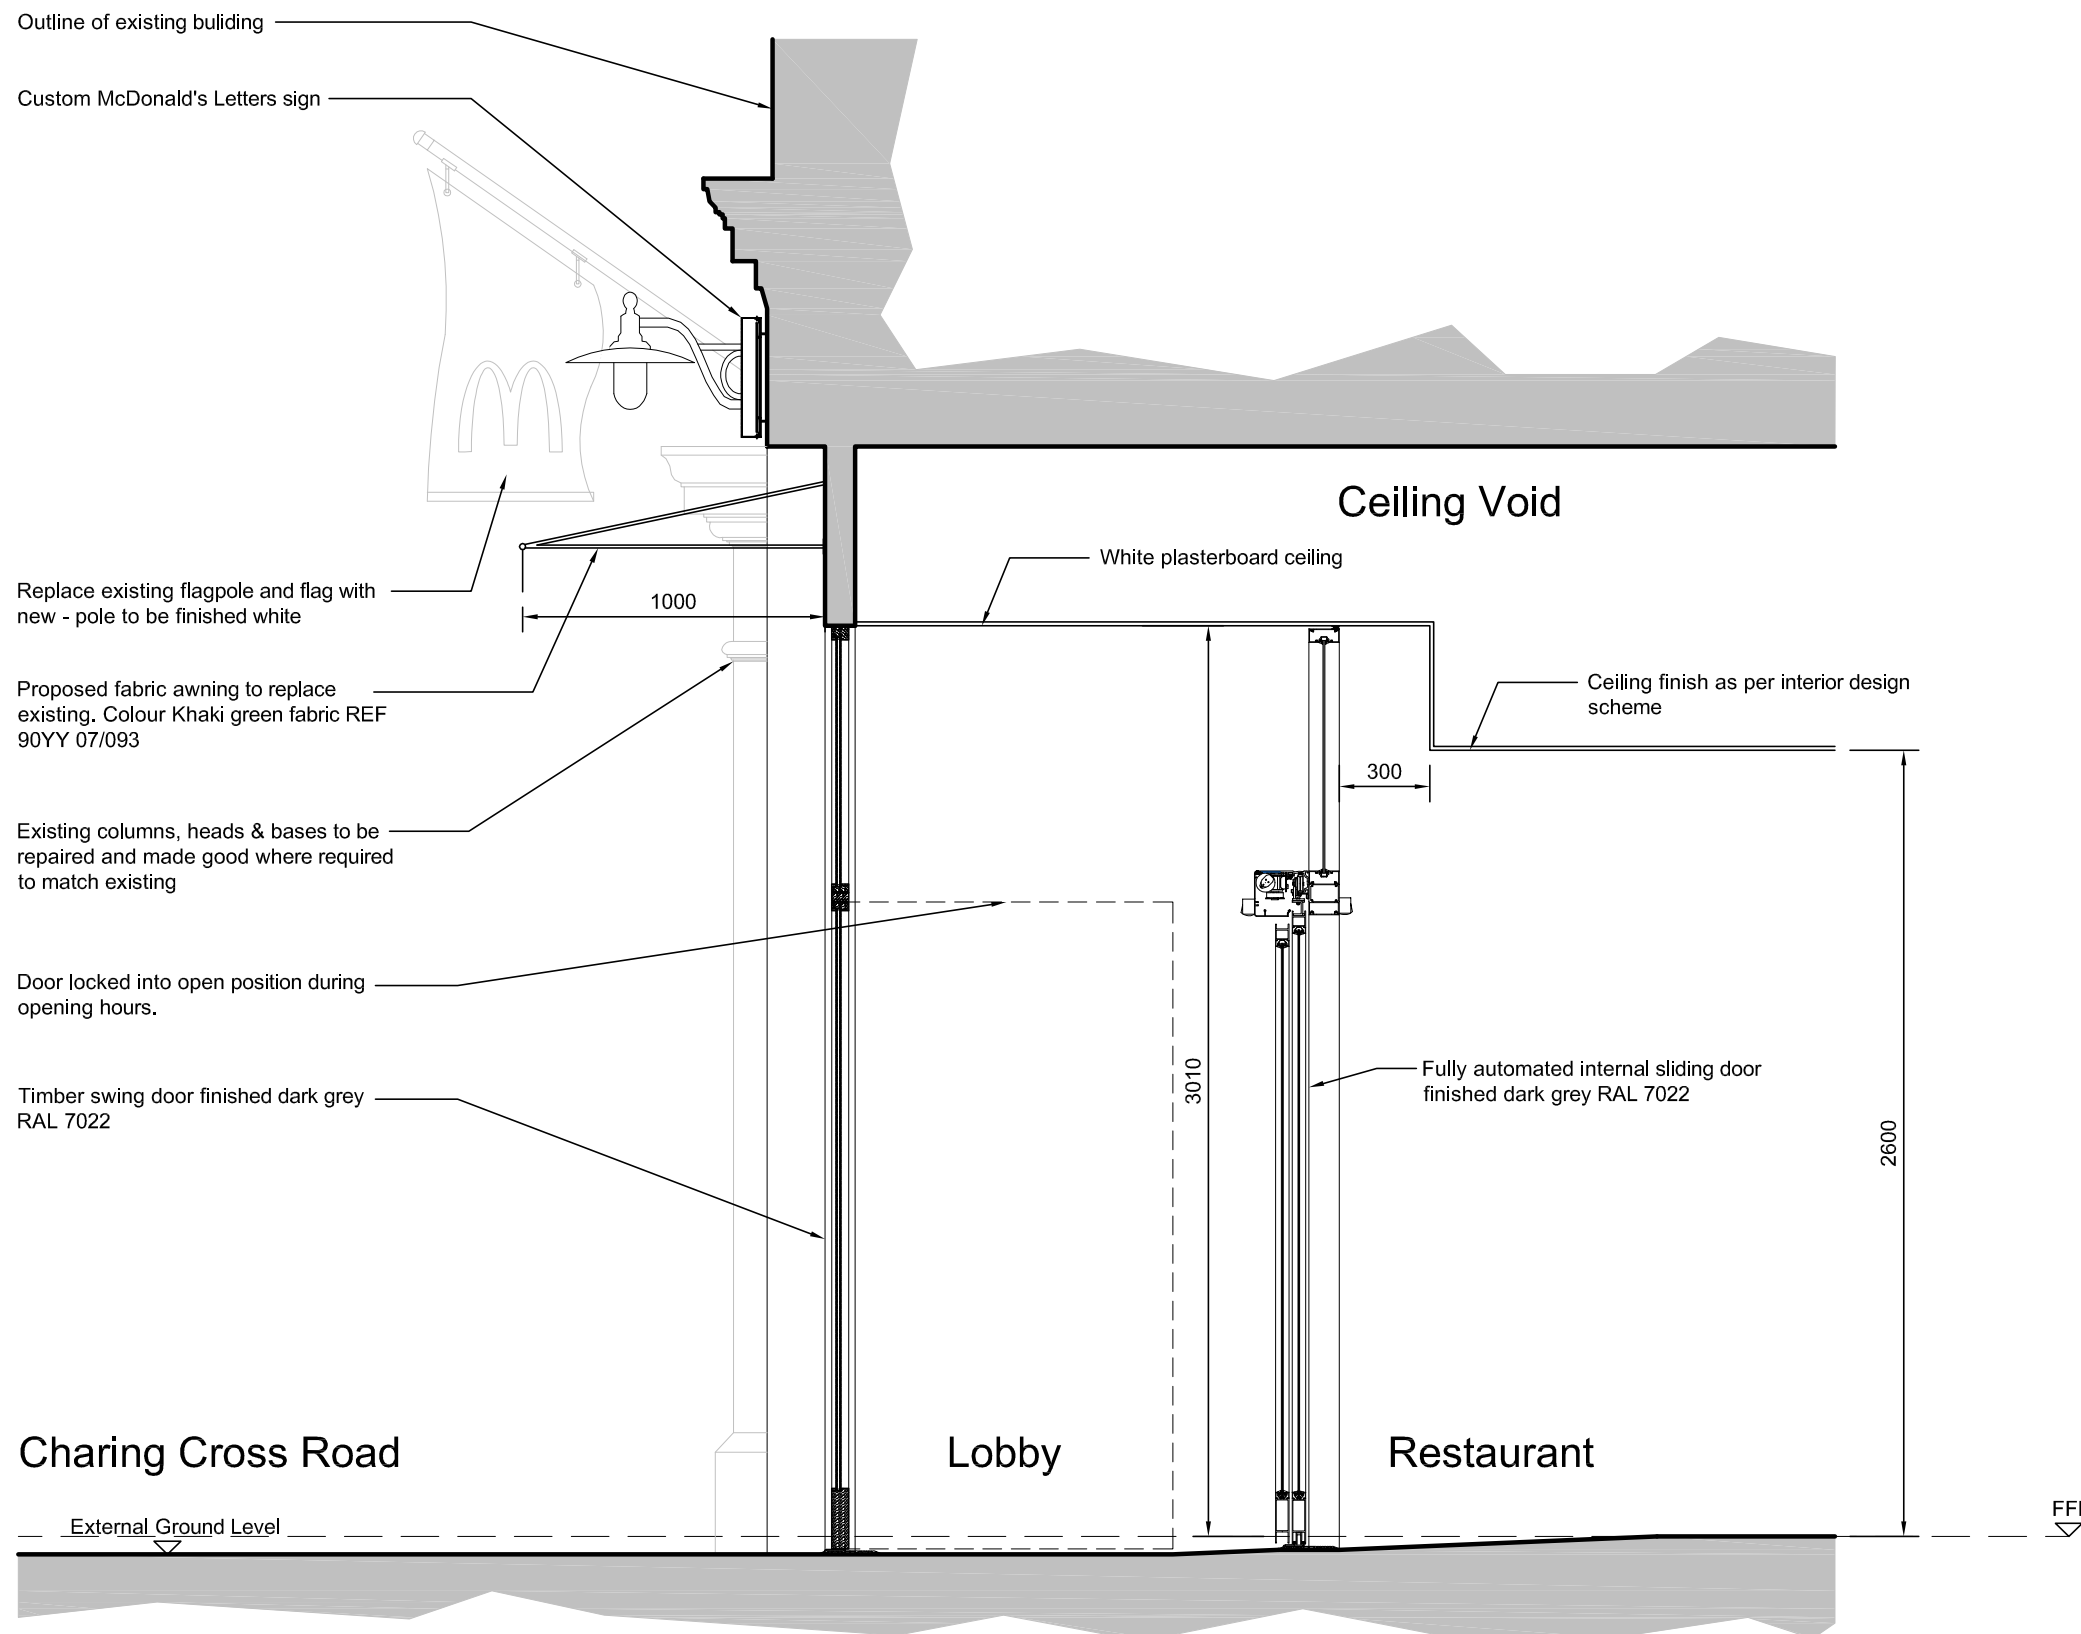 Outline of existing buliding
Custom McDonald's Letters sign
Ceiling Void
White plasterboard ceiling
Replace existing flagpole and flag with
new - pole to be finished white
1000
Proposed fabric awning to replace
existing. Colour Khaki green fabric REF
90YY 07/093
Ceiling finish as per interior design
scheme
300
Existing columns, heads & bases to be
repaired and made good where required
to match existing
Door locked into open position during
opening hours.
3010
Fully automated internal sliding door
finished dark grey RAL 7022
Timber swing door finished dark grey
RAL 7022
2600
Charing Cross Road
Lobby
Restaurant
External Ground Level